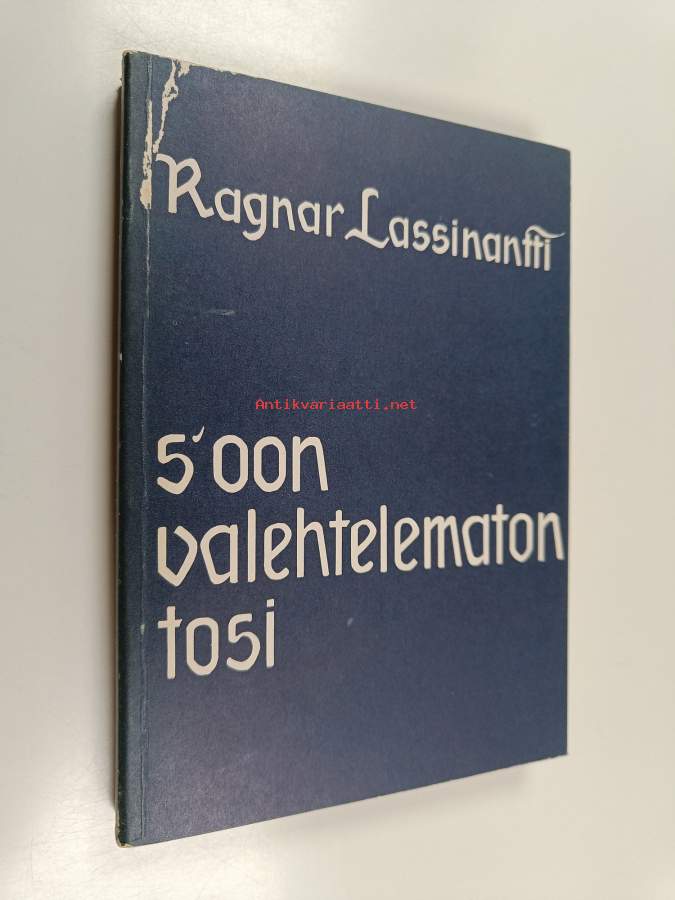 Ragnar Lassinantti
Antikvariaatti.net
s'oon
valehtelematon
tosi